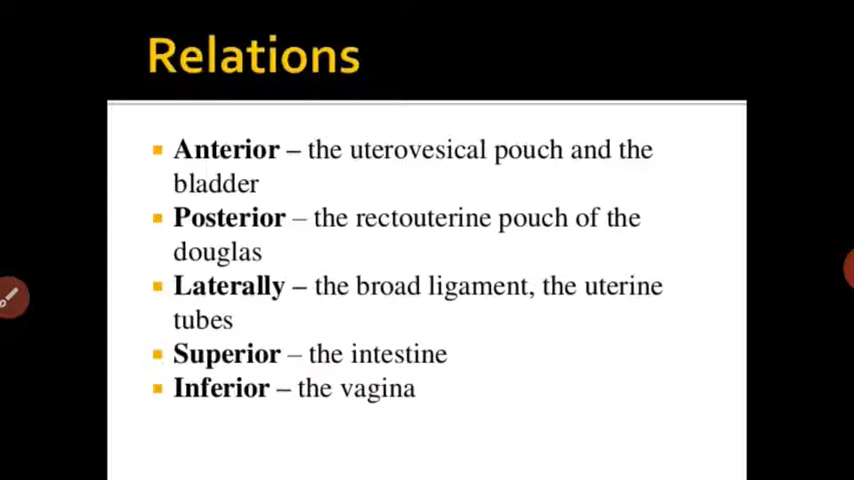 Relations
Anterior – the uterovesical pouch and the
bladder
Posterior – the rectouterine pouch of the
douglas
Laterally – the broad ligament, the uterine
tubes
Superior – the intestine
Inferior – the vagina